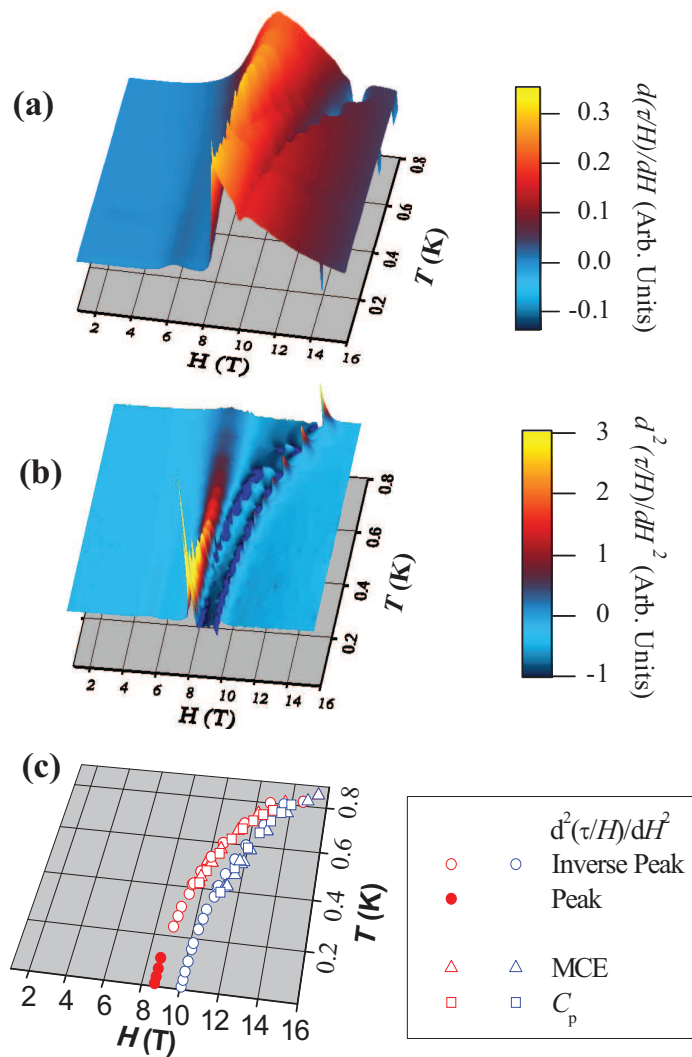 (a)
0.3
0.2
0.1
0.0
-0.1
d(τ/H)/dH (Arb. Units)
0.8
0.6
0.4
0.2
T (K)
2 4 6 8 10 12 14 16
H (T)
(b)
3
2
1
0
-1
d²(τ/H)/dH² (Arb. Units)
0.8
0.6
0.4
0.2
T (K)
2 4 6 8 10 12 14 16
H (T)
(c)
0.8
0.6
0.4
0.2
T (K)
2 4 6 8 10 12 14 16
H (T)
d²(τ/H)/dH²
Inverse Peak
Peak
MCE
Cp